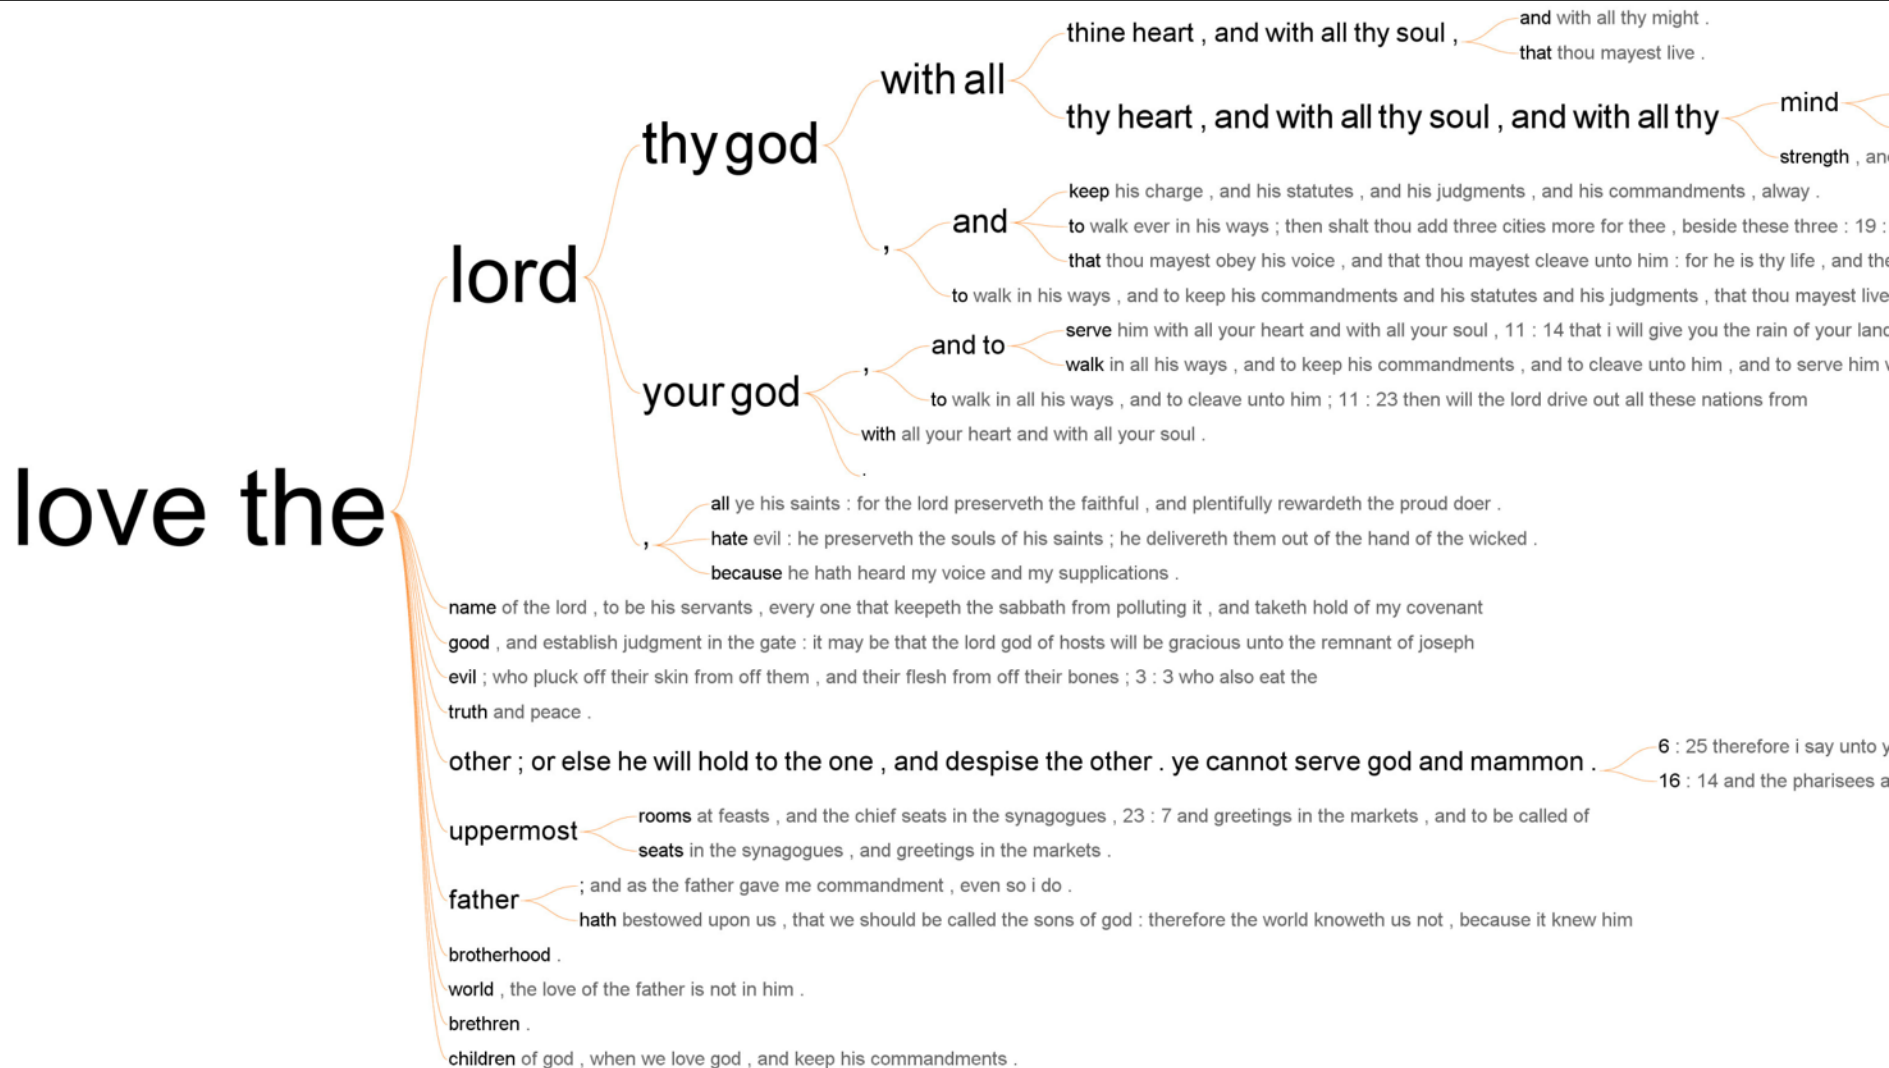 and with all thy might .
thine heart , and with all thy soul ,
that thou mayest live .
with all
mind
thy heart , and with all thy soul , and with all thy
thy god
strength , and
keep his charge , and his statutes , and his judgments , and his commandments , alway .
and
to walk ever in his ways ; then shalt thou add three cities more for thee , beside these three : 19 :
,
that thou mayest obey his voice , and that thou mayest cleave unto him : for he is thy life , and the
lord
to walk in his ways , and to keep his commandments and his statutes and his judgments , that thou mayest live
serve him with all your heart and with all your soul , 11 : 14 that i will give you the rain of your land
and to
,
walk in all his ways , and to keep his commandments , and to cleave unto him , and to serve him
your god
to walk in all his ways , and to cleave unto him ; 11 : 23 then will the lord drive out all these nations from
with all your heart and with all your soul .
.
love the
all ye his saints : for the lord preserveth the faithful , and plentifully rewardeth the proud doer .
,
hate evil : he preserveth the souls of his saints ; he delivereth them out of the hand of the wicked .
because he hath heard my voice and my supplications .
name of the lord , to be his servants , every one that keepeth the sabbath from polluting it , and taketh hold of my covenant
good , and establish judgment in the gate : it may be that the lord god of hosts will be gracious unto the remnant of joseph
evil ; who pluck off their skin from off them , and their flesh from off their bones ; 3 : 3 who also eat the
truth and peace .
6 : 25 therefore i say unto y
other ; or else he will hold to the one , and despise the other . ye cannot serve god and mammon .
16 : 14 and the pharisees a
rooms at feasts , and the chief seats in the synagogues , 23 : 7 and greetings in the markets , and to be called of
uppermost
seats in the synagogues , and greetings in the markets .
; and as the father gave me commandment , even so i do .
father
hath bestowed upon us , that we should be called the sons of god : therefore the world knoweth us not , because it knew him
brotherhood .
world , the love of the father is not in him .
brethren .
children of god , when we love god , and keep his commandments .